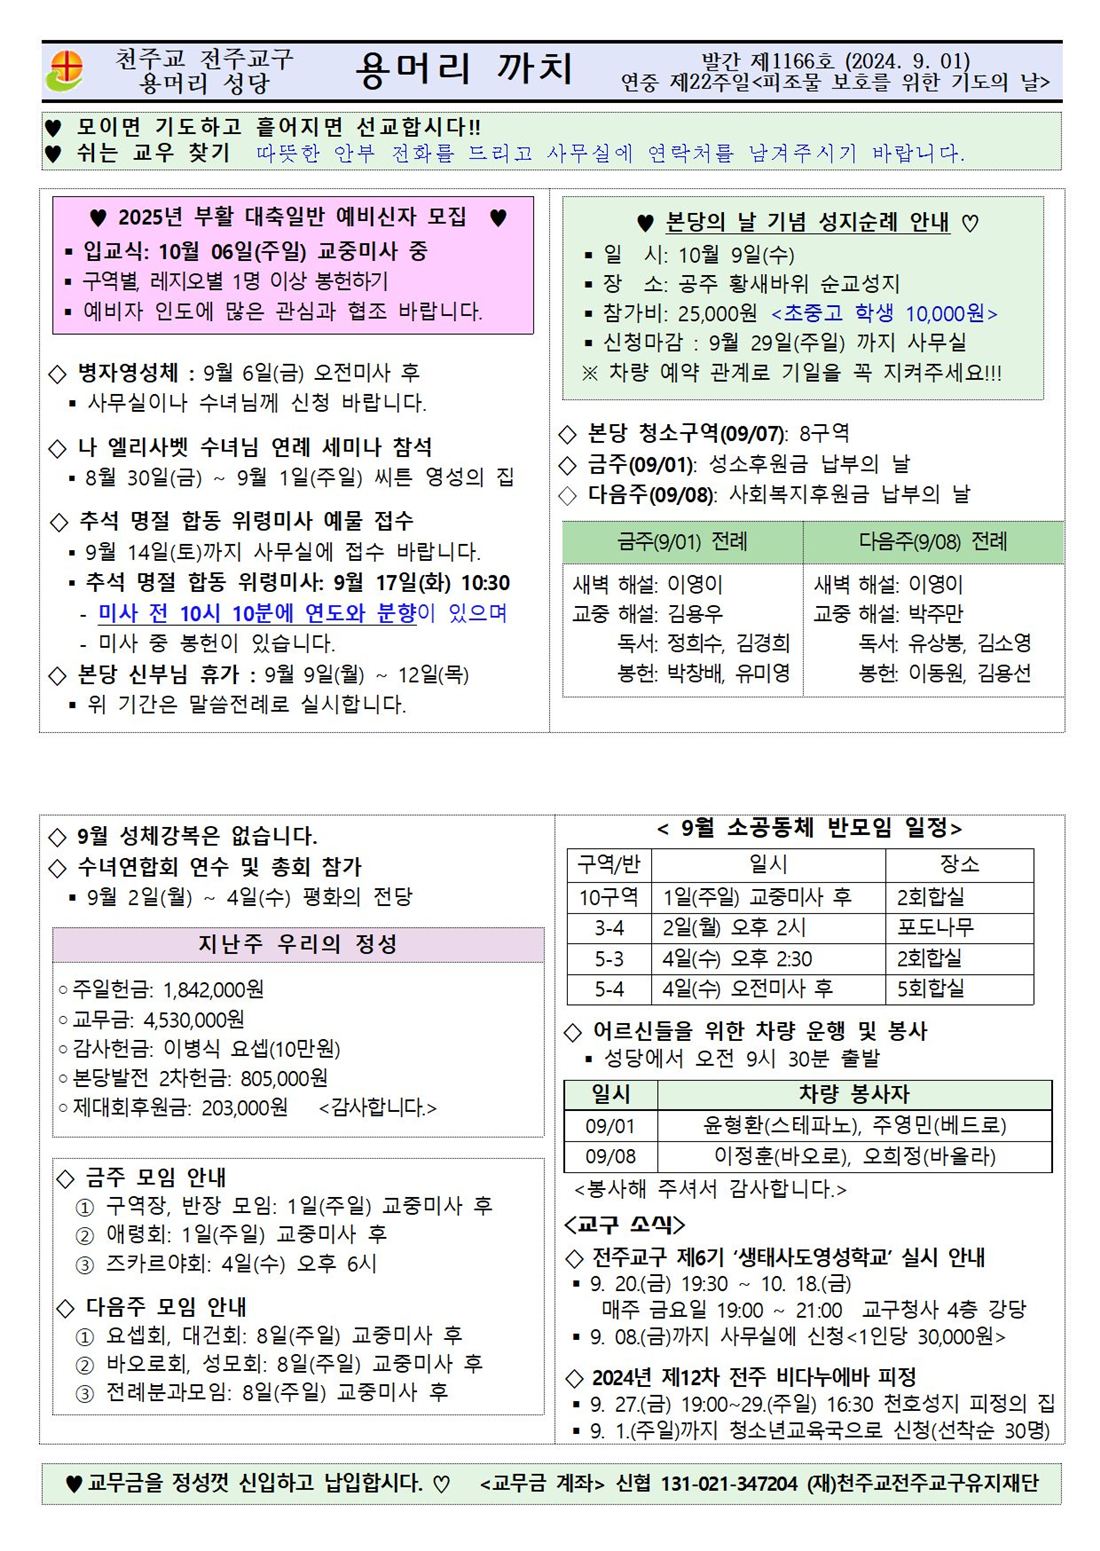 천주교 전주교구
용머리 성당
용머리 까치
발간 제1166호 (2024. 9. 01)
연중 제22주일<피조물 보호를 위한 기도의 날>
♥ 모이면 기도하고 흩어지면 선교합시다!!
♥ 쉬는 교우 찾기 따뜻한 안부 전화를 드리고 사무실에 연락처를 남겨주시기 바랍니다.
♥ 2025년 부활 대축일반 예비신자 모집 ♥
▪ 입교식: 10월 06일(주일) 교중미사 중
▪ 구역별, 레지오별 1명 이상 봉헌하기
▪ 예비자 인도에 많은 관심과 협조 바랍니다.
◇ 병자영성체 : 9월 6일(금) 오전미사 후
▪ 사무실이나 수녀님께 신청 바랍니다.
◇ 나 엘리사벳 수녀님 연례 세미나 참석
▪ 8월 30일(금) ~ 9월 1일(주일) 씨튼 영성의 집
◇ 추석 명절 합동 위령미사 예물 접수
▪ 9월 14일(토)까지 사무실에 접수 바랍니다.
▪ 추석 명절 합동 위령미사: 9월 17일(화) 10:30
- 미사 전 10시 10분에 연도와 분향이 있으며
- 미사 중 봉헌이 있습니다.
◇ 본당 신부님 휴가 : 9월 9일(월) ~ 12일(목)
▪ 위 기간은 말씀전례로 실시합니다.
♥ 본당의 날 기념 성지순례 안내 ♡
▪ 일 시: 10월 9일(수)
▪ 장 소: 공주 황새바위 순교성지
▪ 참가비: 25,000원 <초중고 학생 10,000원>
▪ 신청마감 : 9월 29일(주일) 까지 사무실
※ 차량 예약 관계로 기일을 꼭 지켜주세요!!!
◇ 본당 청소구역(09/07): 8구역
◇ 금주(09/01): 성소후원금 납부의 날
◇ 다음주(09/08): 사회복지후원금 납부의 날
금주(9/01) 전례 다음주(9/08) 전례
새벽 해설: 이영이 새벽 해설: 이영이
교중 해설: 김용우 교중 해설: 박주만
독서: 정희수, 김경희 독서: 유상봉, 김소영
봉헌: 박창배, 유미영 봉헌: 이동원, 김용선
◇ 9월 성체강복은 없습니다.
◇ 수녀연합회 연수 및 총회 참가
▪ 9월 2일(월) ~ 4일(수) 평화의 전당
지난주 우리의 정성
○ 주일헌금: 1,842,000원
○ 교무금: 4,530,000원
○ 감사헌금: 이병식 요셉(10만원)
○ 본당발전 2차헌금: 805,000원
○ 제대회후원금: 203,000원 <감사합니다.>
◇ 금주 모임 안내
① 구역장, 반장 모임: 1일(주일) 교중미사 후
② 애령회: 1일(주일) 교중미사 후
③ 즈카르야회: 4일(수) 오후 6시
◇ 다음주 모임 안내
① 요셉회, 대건회: 8일(주일) 교중미사 후
② 바오로회, 성모회: 8일(주일) 교중미사 후
③ 전례분과모임: 8일(주일) 교중미사 후
< 9월 소공동체 반모임 일정>
구역/반 일시 장소
10구역 1일(주일) 교중미사 후 2회합실
3-4 2일(월) 오후 2시 포도나무
5-3 4일(수) 오후 2:30 2회합실
5-4 4일(수) 오전미사 후 5회합실
◇ 어르신들을 위한 차량 운행 및 봉사
▪ 성당에서 오전 9시 30분 출발
일시 차량 봉사자
09/01 윤형환(스테파노), 주영민(베드로)
09/08 이정훈(바오로), 오희정(바올라)
<봉사해 주셔서 감사합니다.>
<교구 소식>
◇ 전주교구 제6기 ‘생태사도영성학교’ 실시 안내
▪ 9. 20.(금) 19:30 ~ 10. 18.(금)
매주 금요일 19:00 ~ 21:00 교구청사 4층 강당
▪ 9. 08.(금)까지 사무실에 신청<1인당 30,000원>
◇ 2024년 제12차 전주 비다누에바 피정
▪ 9. 27.(금) 19:00~29.(주일) 16:30 천호성지 피정의 집
▪ 9. 1.(주일)까지 청소년교육국으로 신청(선착순 30명)
♥ 교무금을 정성껏 신입하고 납입합시다. ♡ <교무금 계좌> 신협 131-021-347204 (재)천주교전주교구유지재단